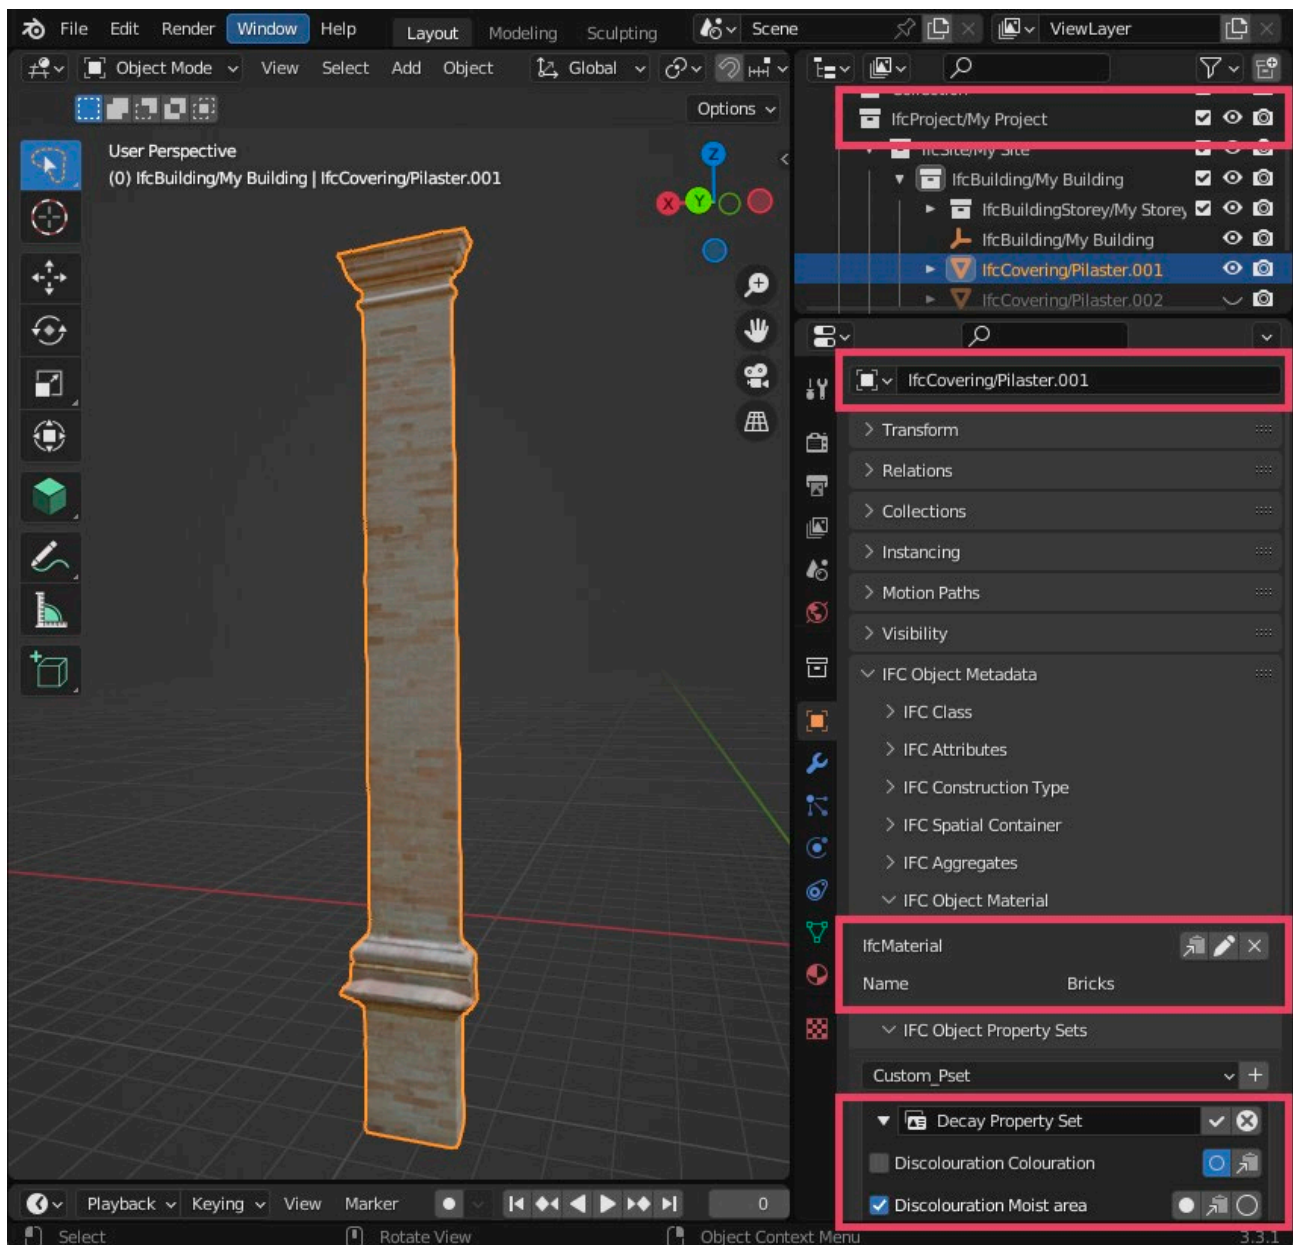 File Edit Render Window Help Layout Modeling Sculpting Scene ViewLayer
Object Mode View Select Add Object Global
Options
User Perspective
(0) IfcBuilding/My Building | IfcCovering/Pilaster.001
Z
X
Y
Collection
IfcProject/My Project
IfcSite/My Site
IfcBuilding/My Building
IfcBuildingStorey/My Storey
IfcBuilding/My Building
IfcCovering/Pilaster.001
IfcCovering/Pilaster.002
IfcCovering/Pilaster.001
Transform
Relations
Collections
Instancing
Motion Paths
Visibility
IFC Object Metadata
IFC Class
IFC Attributes
IFC Construction Type
IFC Spatial Container
IFC Aggregates
IFC Object Material
IfcMaterial
Name Bricks
IFC Object Property Sets
Custom_Pset
Decay Property Set
Discolouration Colouration
Discolouration Moist area
Playback Keying View Marker 0
Select Rotate View Object Context Menu 3.3.1